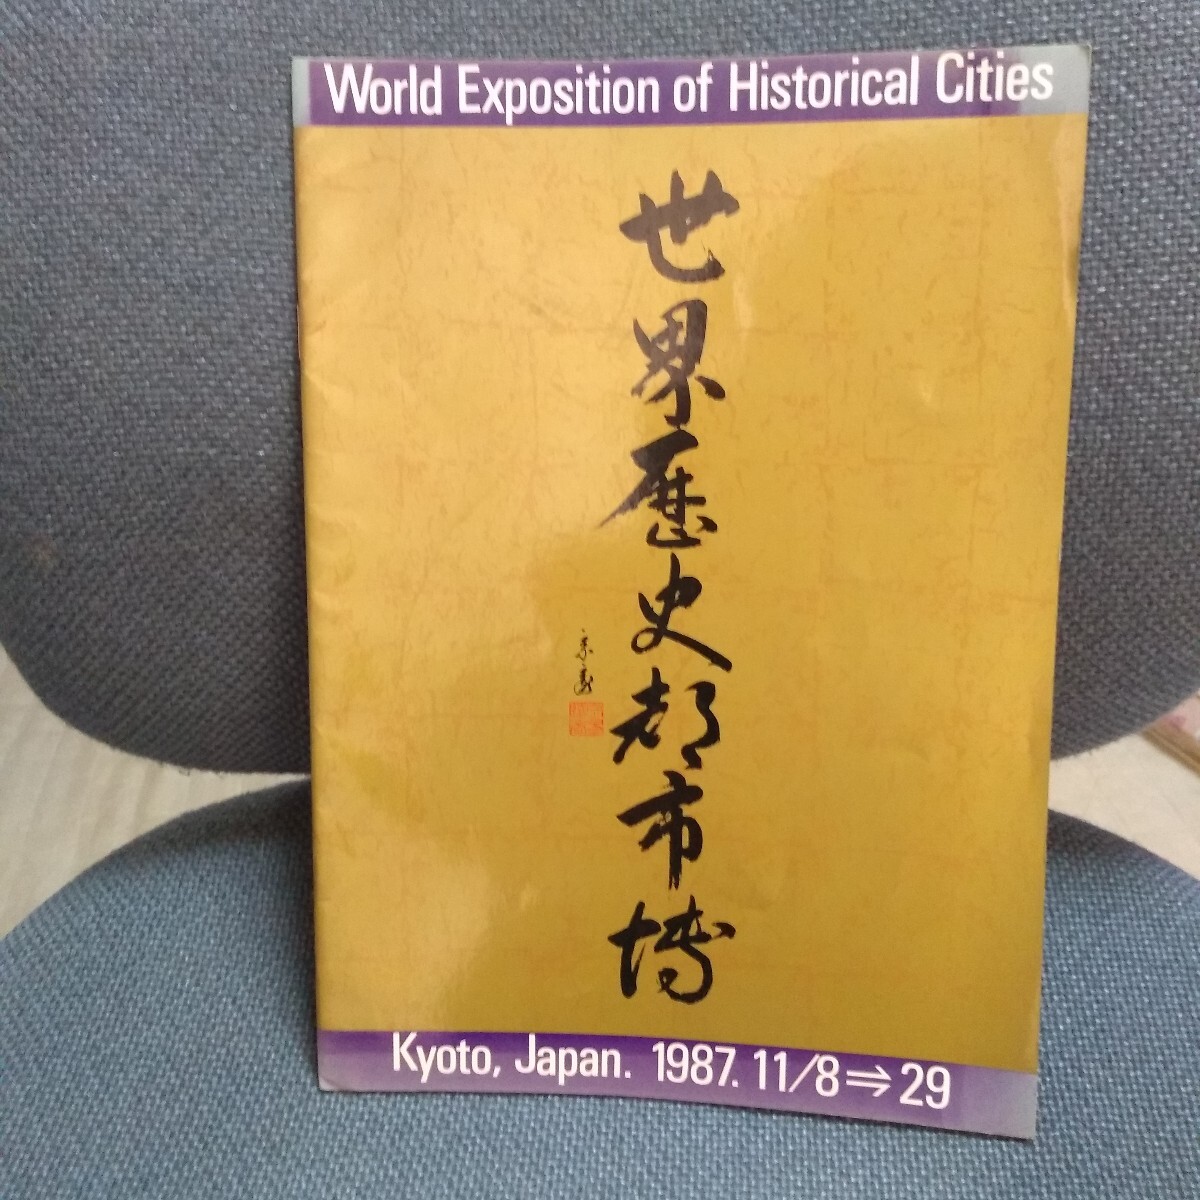 World Exposition of Historical Cities
世界歴史都市博
Kyoto, Japan. 1987. 11/8⇒29